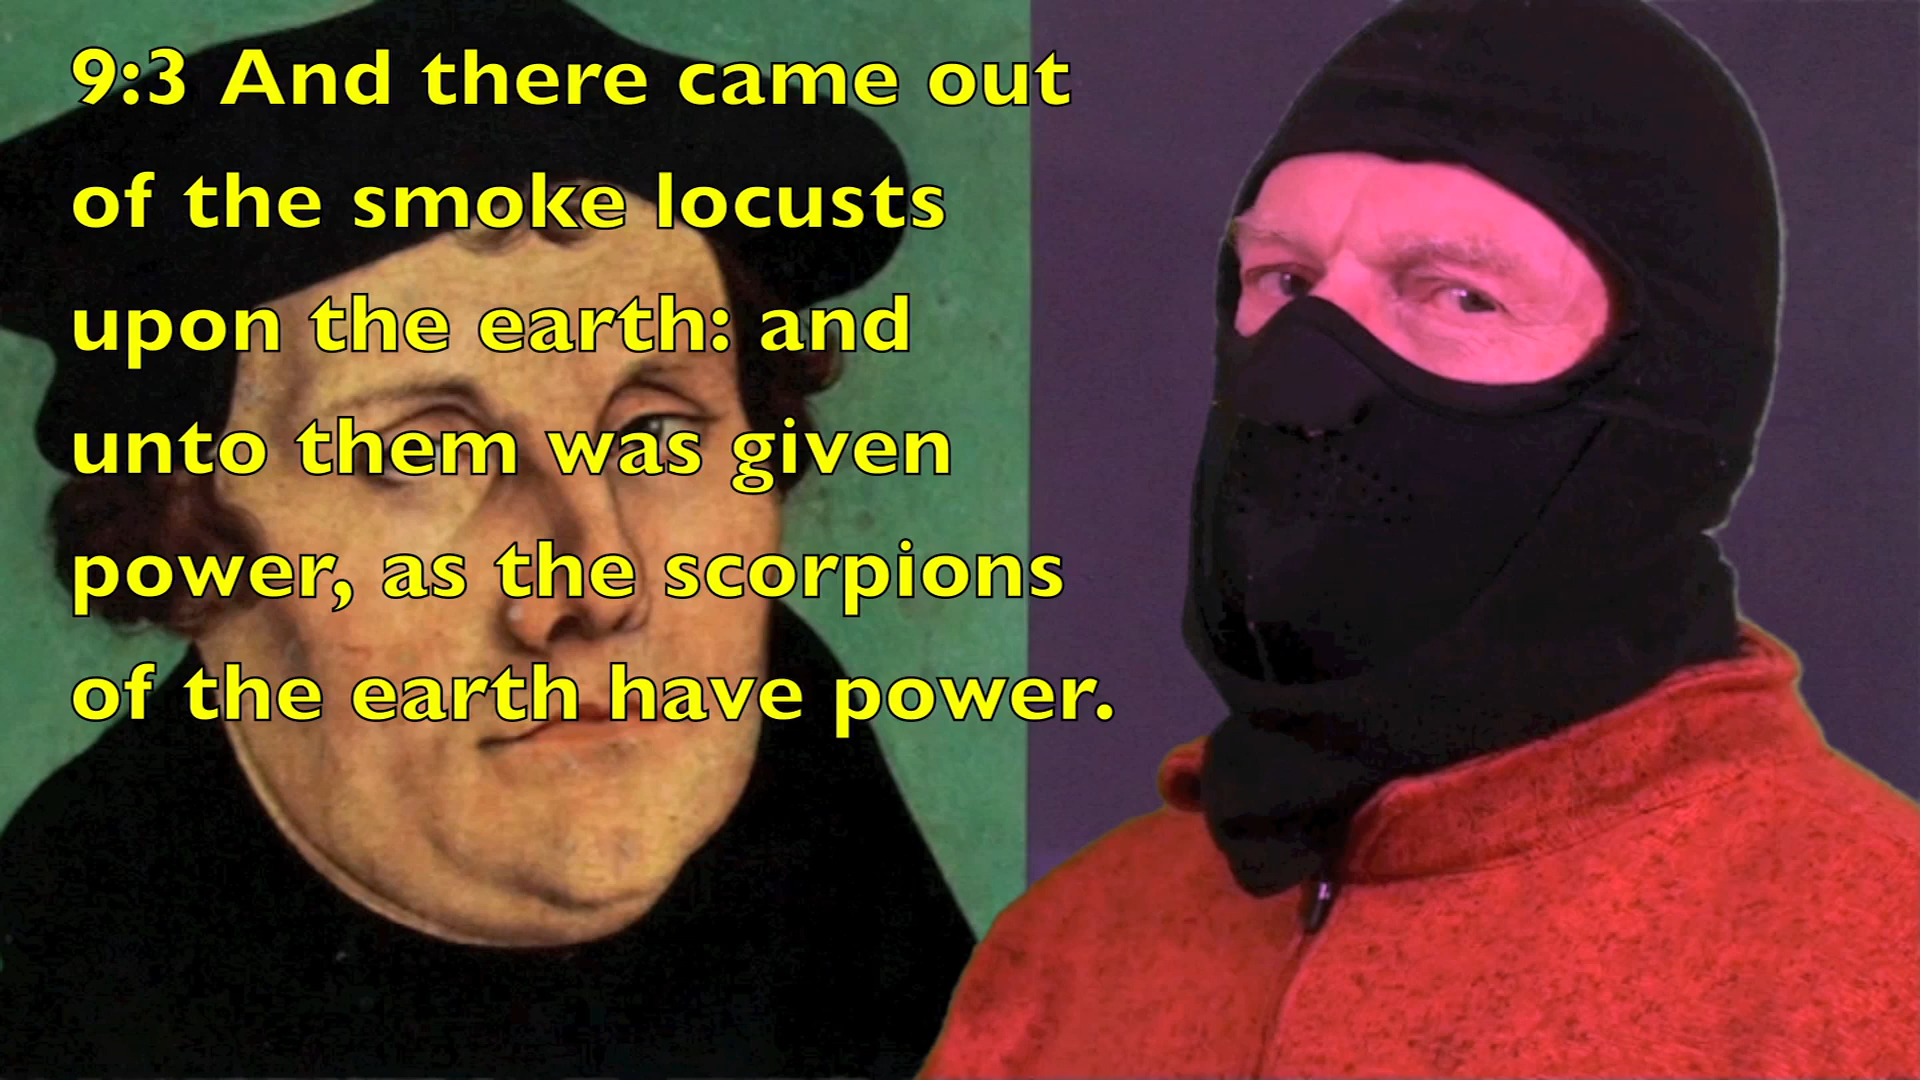 9:3 And there came out
of the smoke locusts
upon the earth: and
unto them was given
power, as the scorpions
of the earth have power.